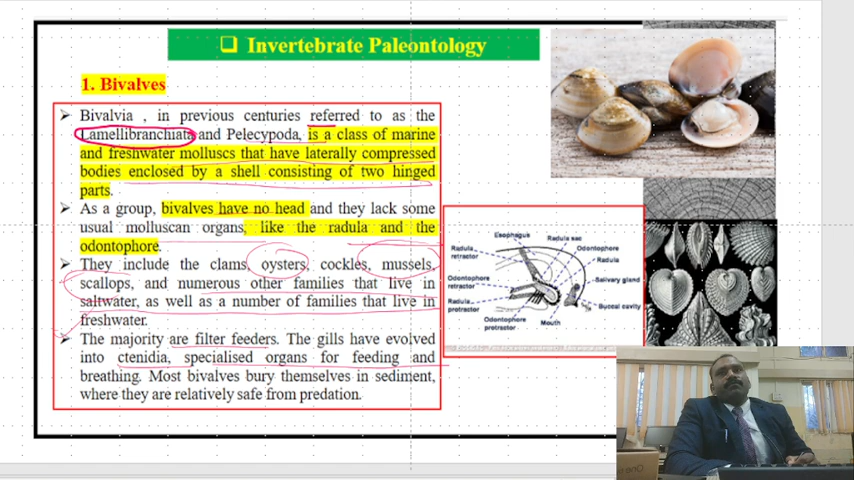 ❑ Invertebrate Paleontology
1. Bivalves
➢ Bivalvia , in previous centuries referred to as the
Lamellibranchiata and Pelecypoda, is a class of marine
and freshwater molluscs that have laterally compressed
bodies enclosed by a shell consisting of two hinged
parts.
➢ As a group, bivalves have no head and they lack some
usual molluscan organs, like the radula and the
odontophore.
➢ They include the clams, oysters, cockles, mussels,
scallops, and numerous other families that live in
saltwater, as well as a number of families that live in
freshwater.
➢ The majority are filter feeders. The gills have evolved
into ctenidia, specialised organs for feeding and
breathing. Most bivalves bury themselves in sediment,
where they are relatively safe from predation.
Esophagus
Radula sac
Radula
retractor
Odontophore
Radula
Odontophore
retractor
Salivary gland
Radula
protractor
Buccal cavity
Odontophore
protractor
Mouth